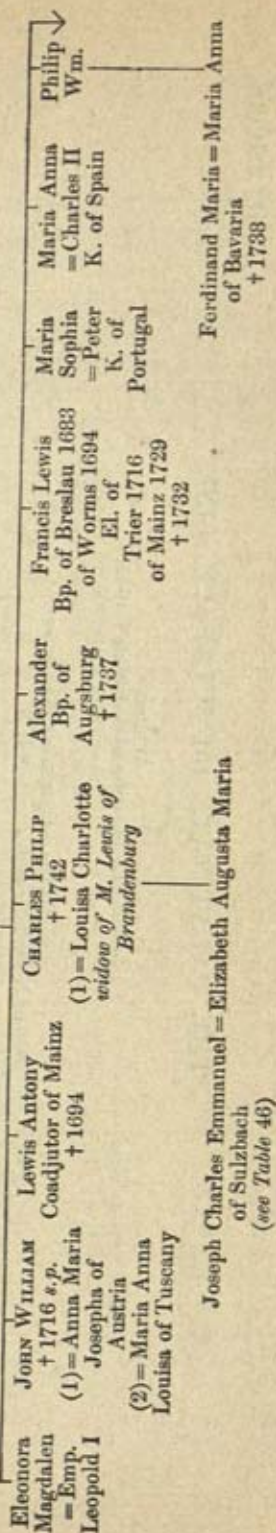 Eleonora
Magdalen
= Emp.
Leopold I
JOHN WILLIAM
† 1716 s.p.
(1) = Anna Maria
Josepha of
Austria
(2) = Maria Anna
Louisa of Tuscany
Lewis Antony
Coadjutor of Mainz
† 1694
CHARLES PHILIP
† 1742
(1) = Louisa Charlotte
widow of M. Lewis of
Brandenburg
Alexander
Bp. of
Augsburg
† 1737
Francis Lewis
Bp. of Breslau 1683
of Worms 1694
El. of
Trier 1716
of Mainz 1729
† 1732
Maria
Sophia
= Peter
K. of
Portugal
Maria Anna
= Charles II
K. of Spain
Philip
Wm.
Joseph Charles Emmanuel = Elizabeth Augusta Maria
of Sulzbach
(see Table 46)
Ferdinand Maria = Maria Anna
of Bavaria
† 1738